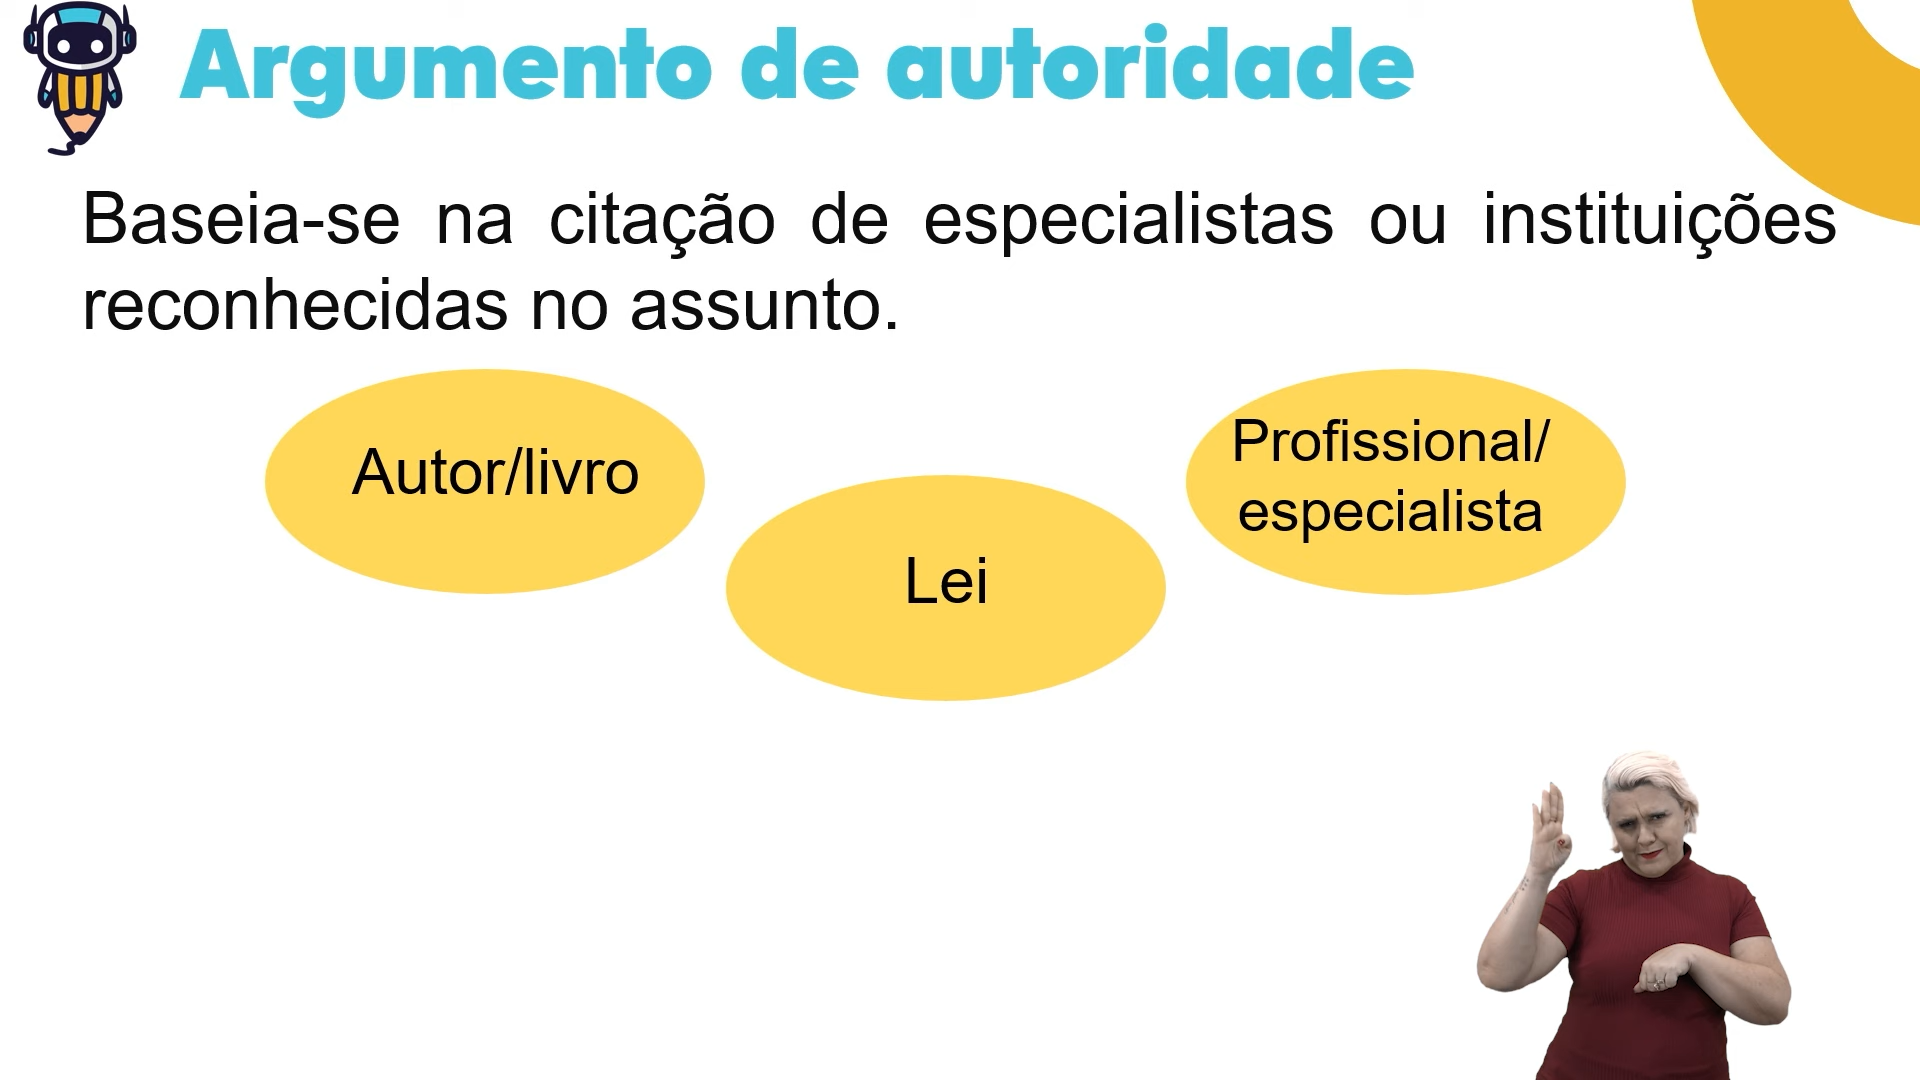 Argumento de autoridade
Baseia-se na citação de especialistas ou instituições
reconhecidas no assunto.
Autor/livro
Lei
Profissional/
especialista